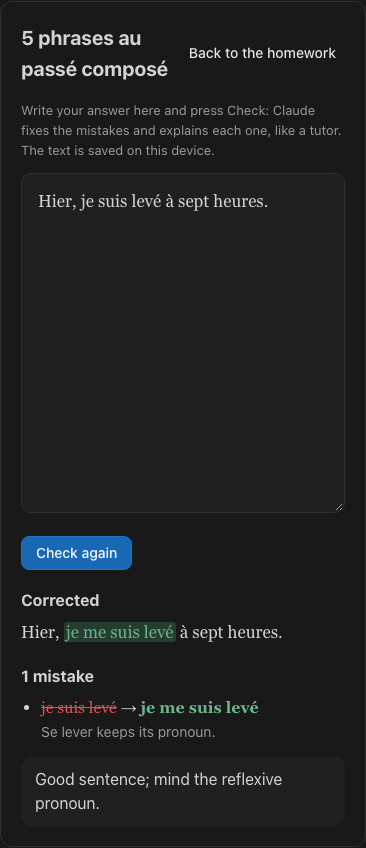 5 phrases au
passé composé
Back to the homework
Write your answer here and press Check: Claude
fixes the mistakes and explains each one, like a tutor.
The text is saved on this device.
Hier, je suis levé à sept heures.
Check again
Corrected
Hier, je me suis levé à sept heures.
1 mistake
• je suis levé → je me suis levé
Se lever keeps its pronoun.
Good sentence; mind the reflexive
pronoun.